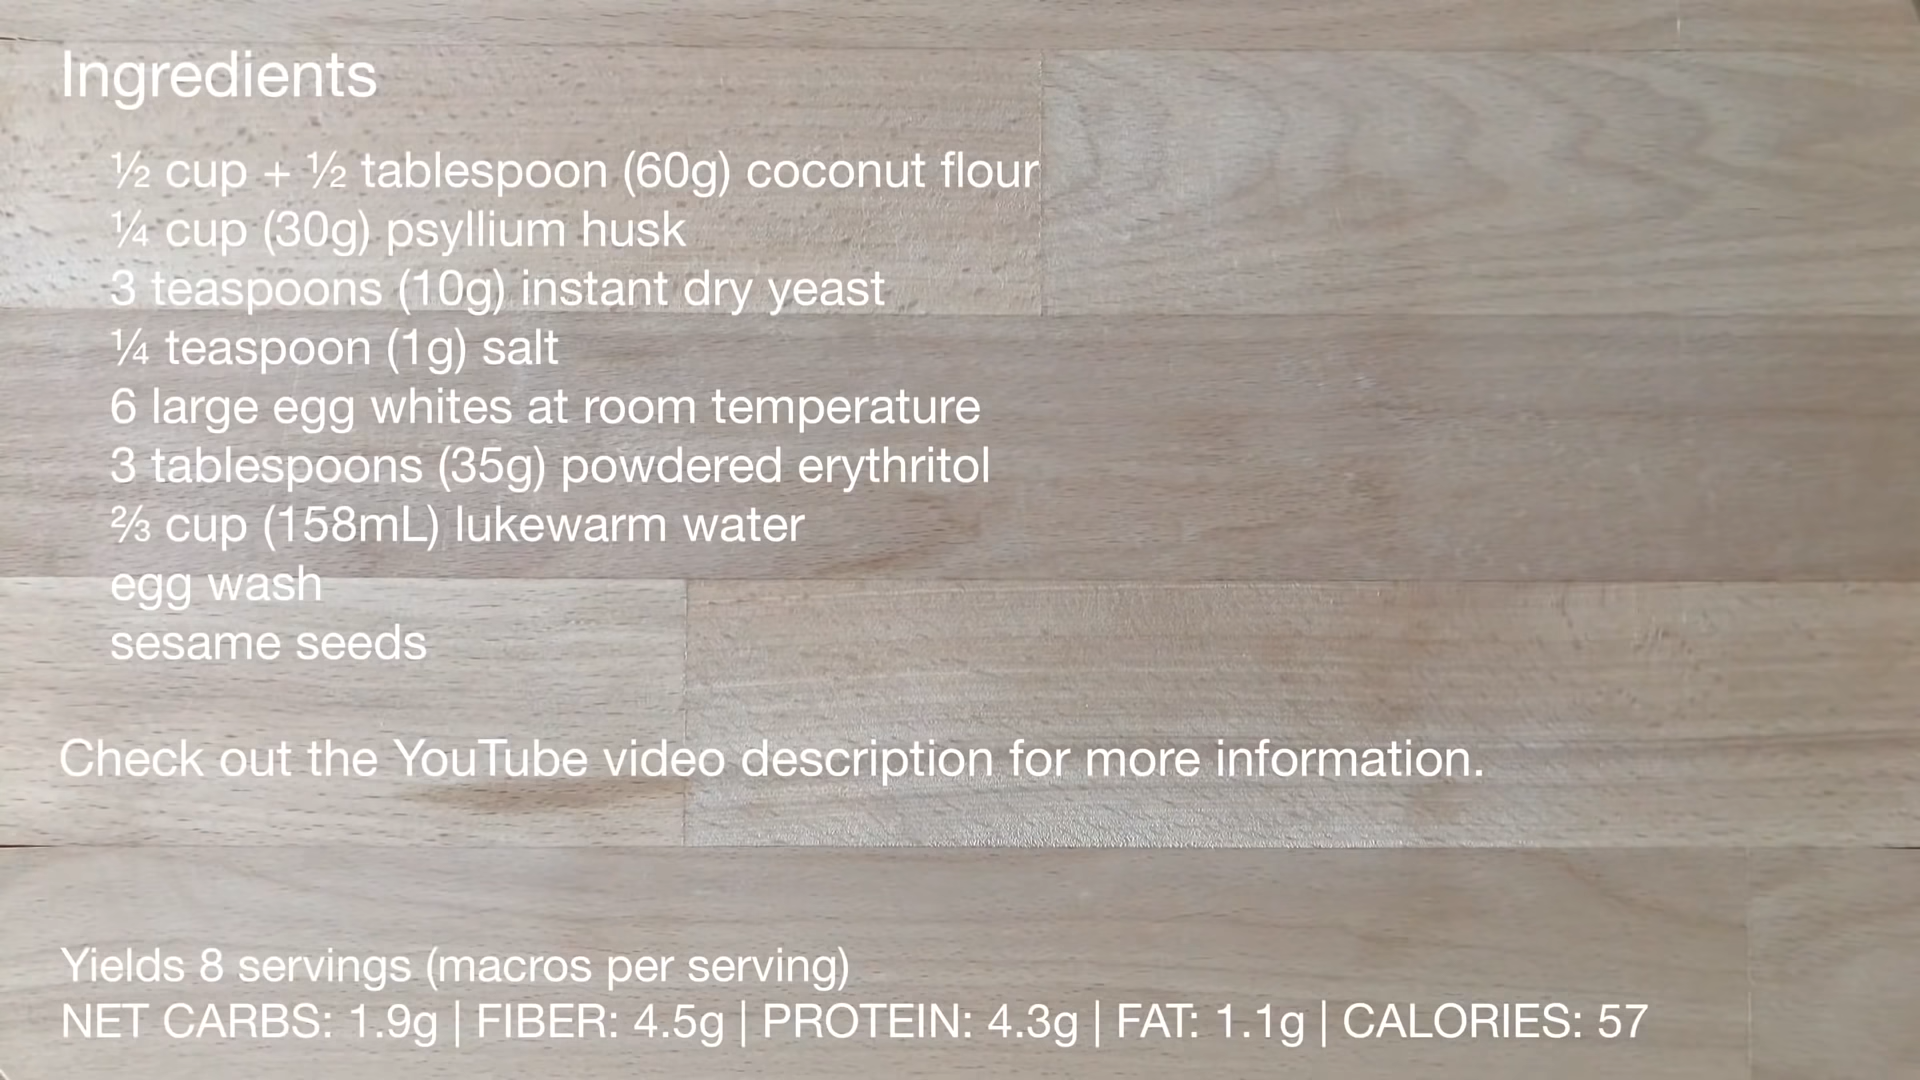 Ingredients
½ cup + ½ tablespoon (60g) coconut flour
¼ cup (30g) psyllium husk
3 teaspoons (10g) instant dry yeast
¼ teaspoon (1g) salt
6 large egg whites at room temperature
3 tablespoons (35g) powdered erythritol
⅔ cup (158mL) lukewarm water
egg wash
sesame seeds
Check out the YouTube video description for more information.
Yields 8 servings (macros per serving)
NET CARBS: 1.9g | FIBER: 4.5g | PROTEIN: 4.3g | FAT: 1.1g | CALORIES: 57